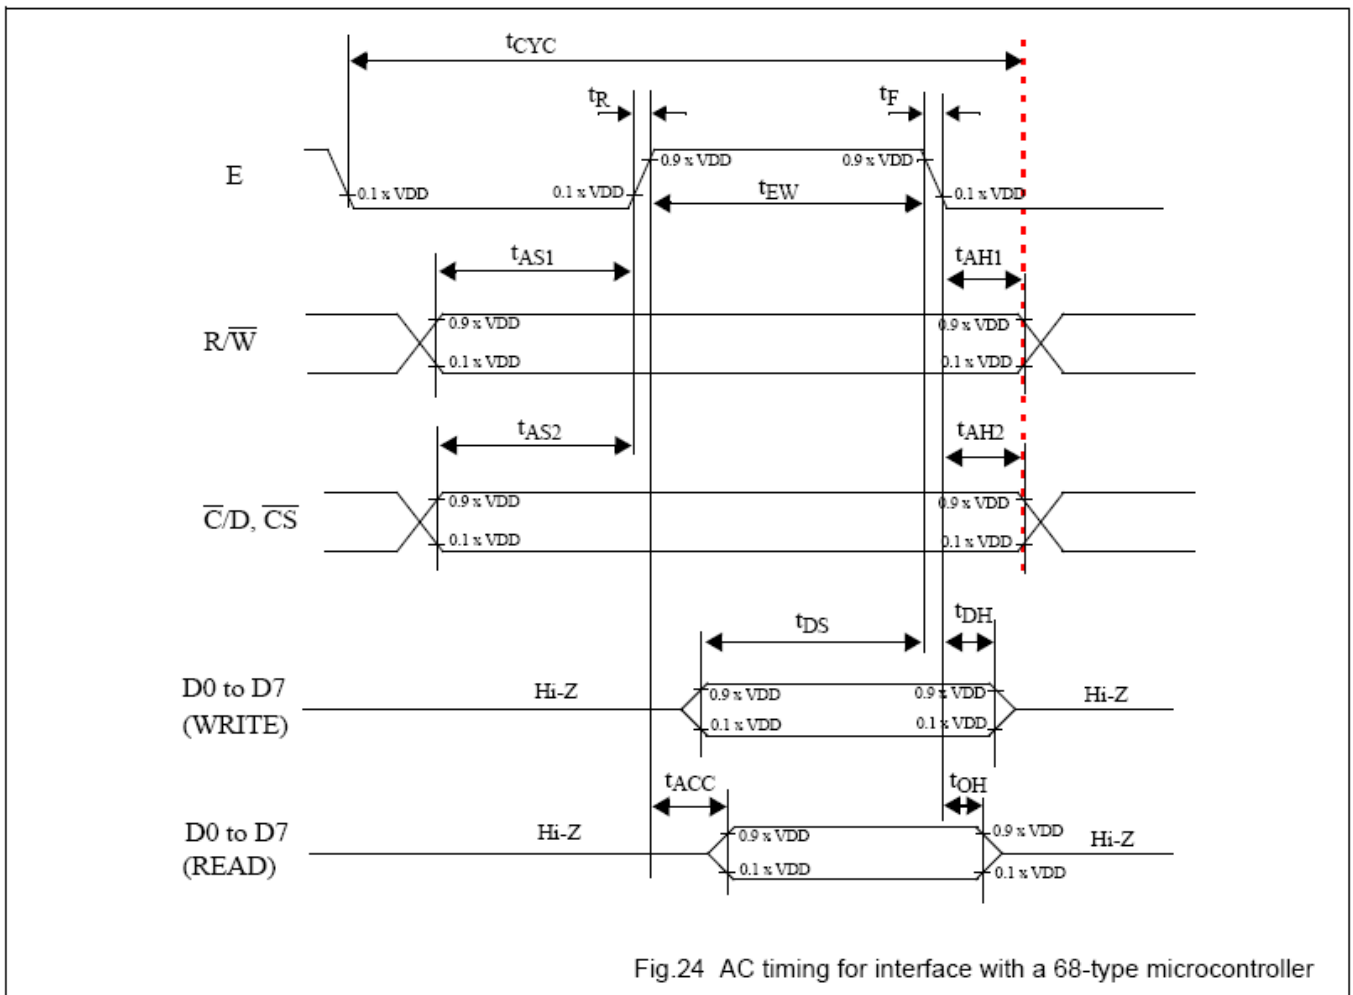 tCYC
tR
tF
E
0.9 x VDD
0.9 x VDD
0.1 x VDD
0.1 x VDD
tEW
0.1 x VDD
tAS1
tAH1
R/W̅
0.9 x VDD
0.9 x VDD
0.1 x VDD
0.1 x VDD
tAS2
tAH2
C̅/D, C̅S̅
0.9 x VDD
0.9 x VDD
0.1 x VDD
0.1 x VDD
tDS
tDH
D0 to D7
(WRITE)
Hi-Z
0.9 x VDD
0.9 x VDD
Hi-Z
0.1 x VDD
0.1 x VDD
tACC
tOH
D0 to D7
(READ)
Hi-Z
0.9 x VDD
0.9 x VDD
Hi-Z
0.1 x VDD
0.1 x VDD
Fig.24 AC timing for interface with a 68-type microcontroller